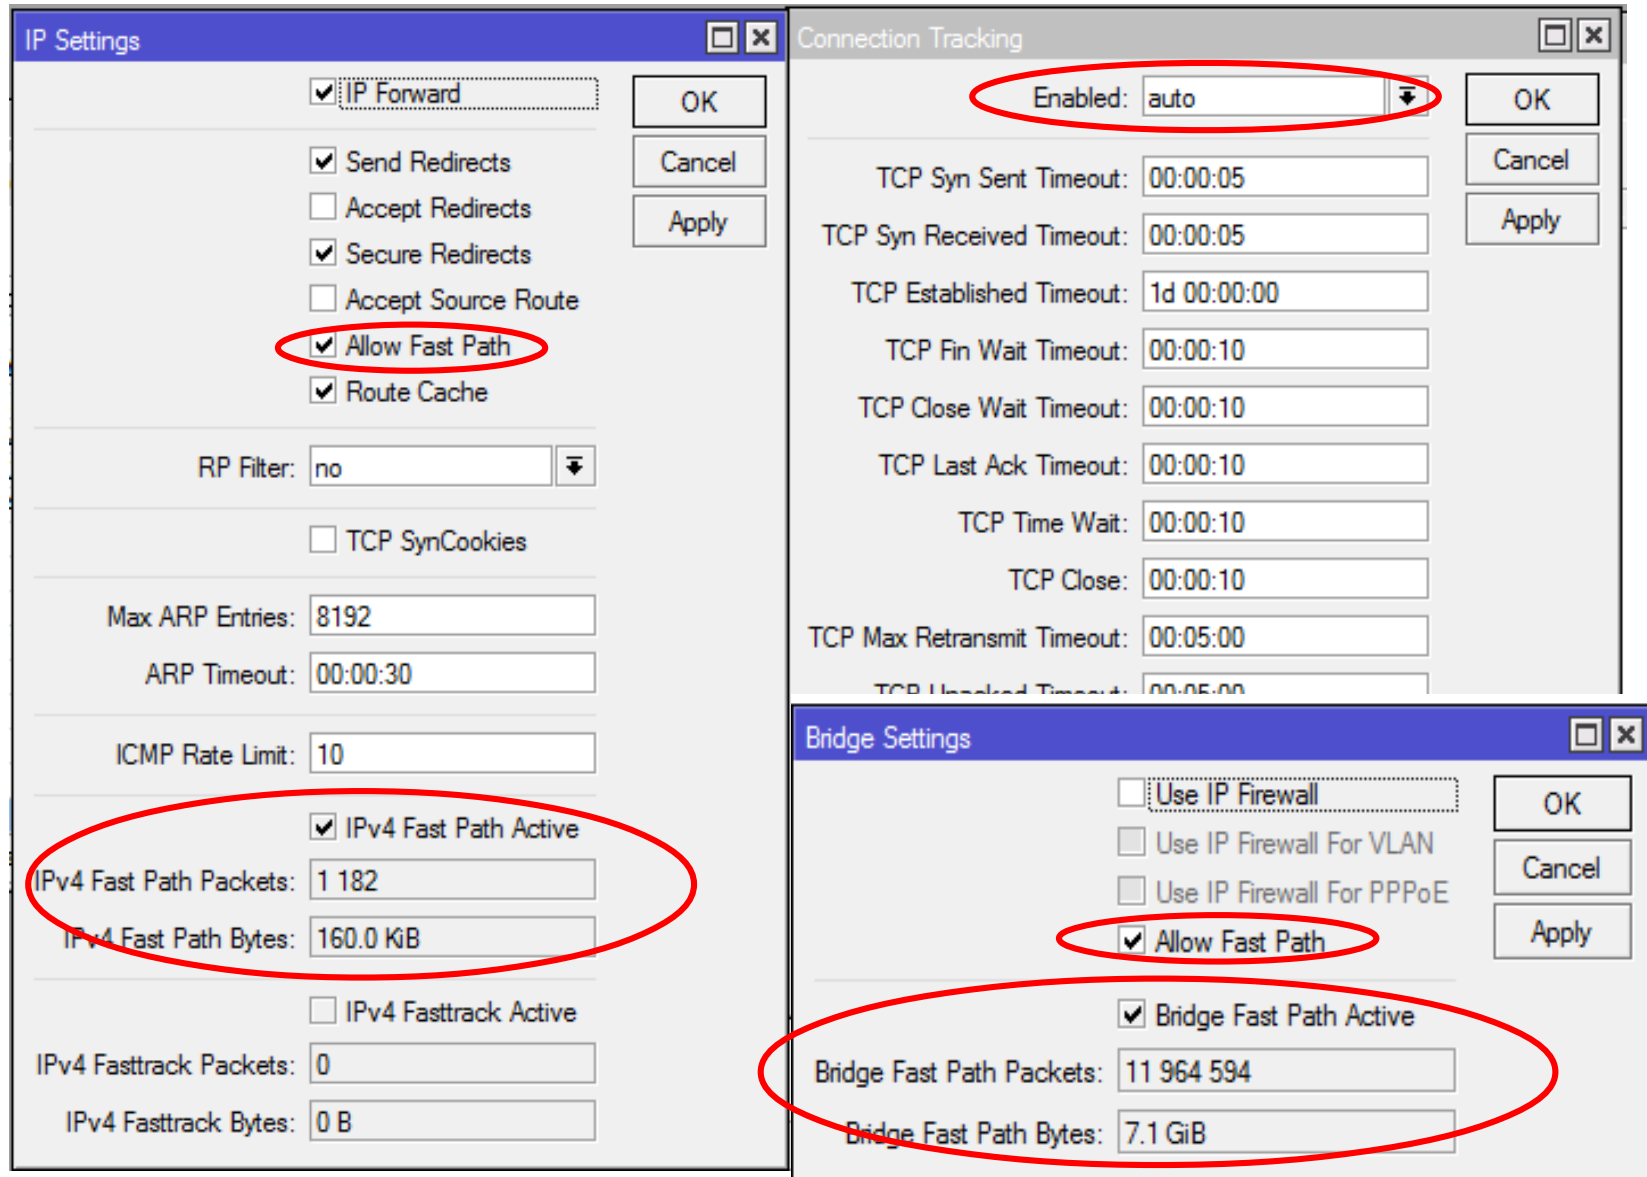 IP Settings
IP Forward
OK
Send Redirects
Cancel
Accept Redirects
Apply
Secure Redirects
Accept Source Route
Allow Fast Path
Route Cache
RP Filter: no
TCP SynCookies
Max ARP Entries: 8192
ARP Timeout: 00:00:30
ICMP Rate Limit: 10
IPv4 Fast Path Active
IPv4 Fast Path Packets: 1 182
IPv4 Fast Path Bytes: 160.0 KiB
IPv4 Fasttrack Active
IPv4 Fasttrack Packets: 0
IPv4 Fasttrack Bytes: 0 B
Connection Tracking
Enabled: auto
OK
Cancel
TCP Syn Sent Timeout: 00:00:05
Apply
TCP Syn Received Timeout: 00:00:05
TCP Established Timeout: 1d 00:00:00
TCP Fin Wait Timeout: 00:00:10
TCP Close Wait Timeout: 00:00:10
TCP Last Ack Timeout: 00:00:10
TCP Time Wait: 00:00:10
TCP Close: 00:00:10
TCP Max Retransmit Timeout: 00:05:00
TCP Unacked Timeout: 00:05:00
Bridge Settings
Use IP Firewall
OK
Use IP Firewall For VLAN
Cancel
Use IP Firewall For PPPoE
Allow Fast Path
Apply
Bridge Fast Path Active
Bridge Fast Path Packets: 11 964 594
Bridge Fast Path Bytes: 7.1 GiB